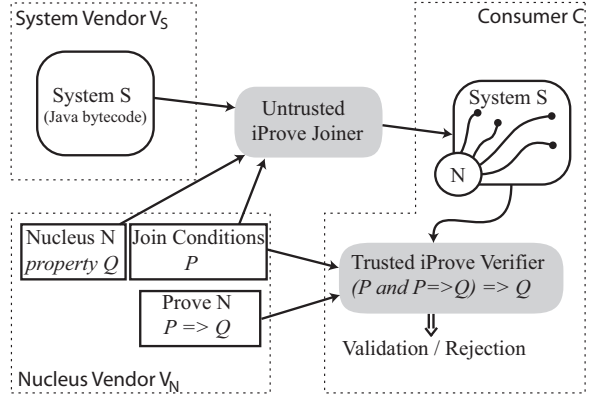 System Vendor V_S
Consumer C
System S
(Java bytecode)
Untrusted
iProve Joiner
System S
N
Nucleus N
property Q
Join Conditions
P
Prove N
P => Q
Trusted iProve Verifier
(P and P=>Q) => Q
Validation / Rejection
Nucleus Vendor V_N